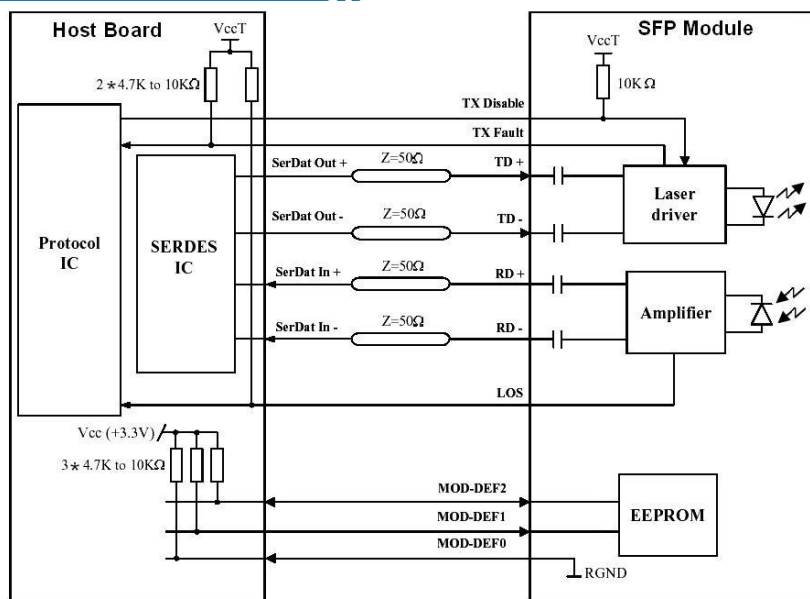 Host Board
SFP Module
VccT
VccT
2*4.7K to 10KΩ
10KΩ
TX Disable
TX Fault
SerDat Out +
Z=50Ω
TD +
Laser
driver
SerDat Out -
Z=50Ω
TD -
Protocol
IC
SERDES
IC
SerDat In +
Z=50Ω
RD +
Amplifier
SerDat In -
Z=50Ω
RD -
LOS
Vcc (+3.3V)
3*4.7K to 10KΩ
MOD-DEF2
MOD-DEF1
EEPROM
MOD-DEF0
RGND